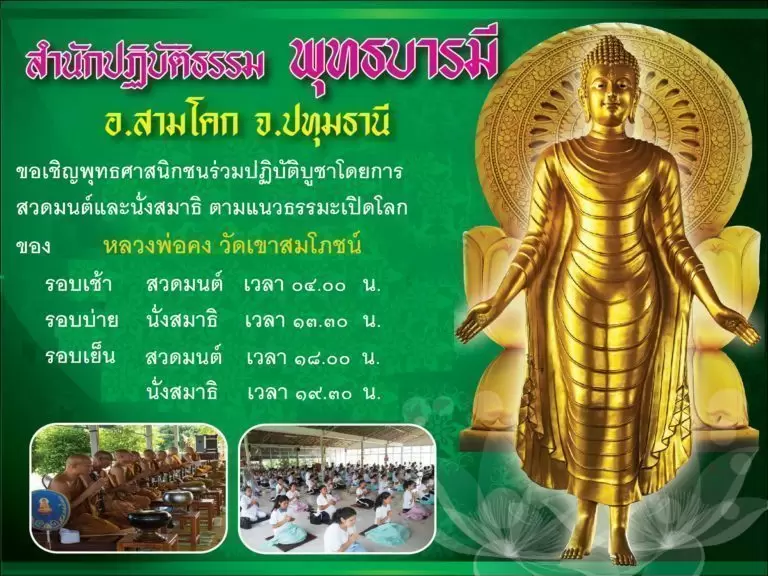 สำนักปฏิบัติธรรม พุทธบารมี
อ.สามโคก จ.ปทุมธานี
ขอเชิญพุทธศาสนิกชนร่วมปฏิบัติบูชาโดยการ
สวดมนต์และนั่งสมาธิ ตามแนวธรรมะเปิดโลก
ของ หลวงพ่อคง วัดเขาสมโภชน์
รอบเช้า สวดมนต์ เวลา ๐๔.๐๐ น.
รอบบ่าย นั่งสมาธิ เวลา ๑๓.๓๐ น.
รอบเย็น สวดมนต์ เวลา ๑๘.๐๐ น.
นั่งสมาธิ เวลา ๑๙.๓๐ น.